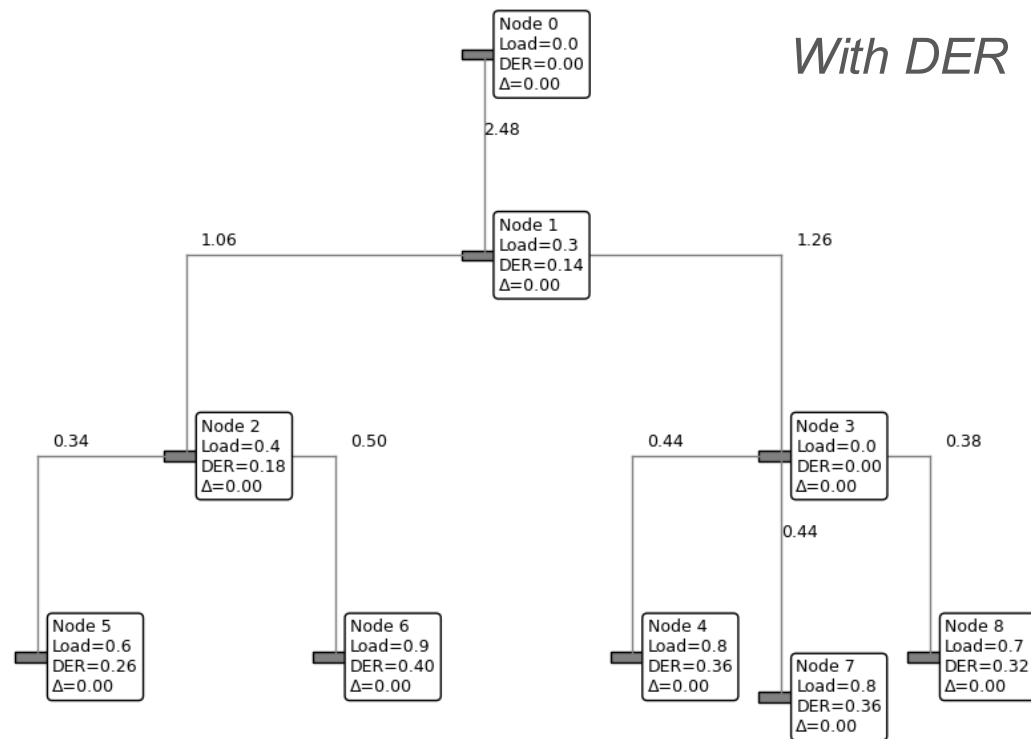 With DER
Node 0
Load=0.0
DER=0.00
Δ=0.00
2.48
Node 1
Load=0.3
DER=0.14
Δ=0.00
1.06
1.26
Node 2
Load=0.4
DER=0.18
Δ=0.00
0.34
0.50
Node 3
Load=0.0
DER=0.00
Δ=0.00
0.44
0.38
0.44
Node 5
Load=0.6
DER=0.26
Δ=0.00
Node 6
Load=0.9
DER=0.40
Δ=0.00
Node 4
Load=0.8
DER=0.36
Δ=0.00
Node 7
Load=0.8
DER=0.36
Δ=0.00
Node 8
Load=0.7
DER=0.32
Δ=0.00